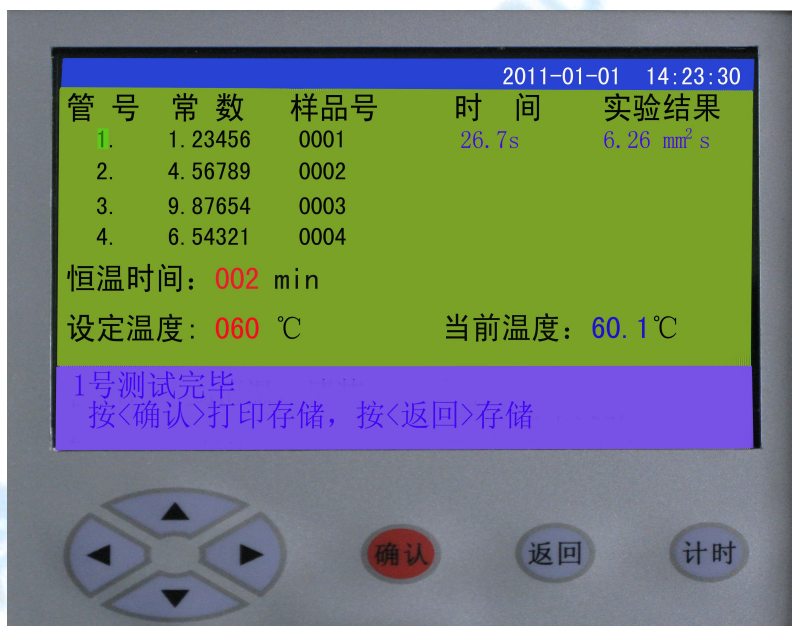 2011-01-01 14:23:30
管 号 常 数 样品号 时 间 实验结果
1. 1.23456 0001 26.7s 6.26 mm² s
2. 4.56789 0002
3. 9.87654 0003
4. 6.54321 0004
恒温时间：002 min
设定温度: 060 ℃ 当前温度：60.1℃
1号测试完毕
按<确认>打印存储，按<返回>存储
确认 返回 计时